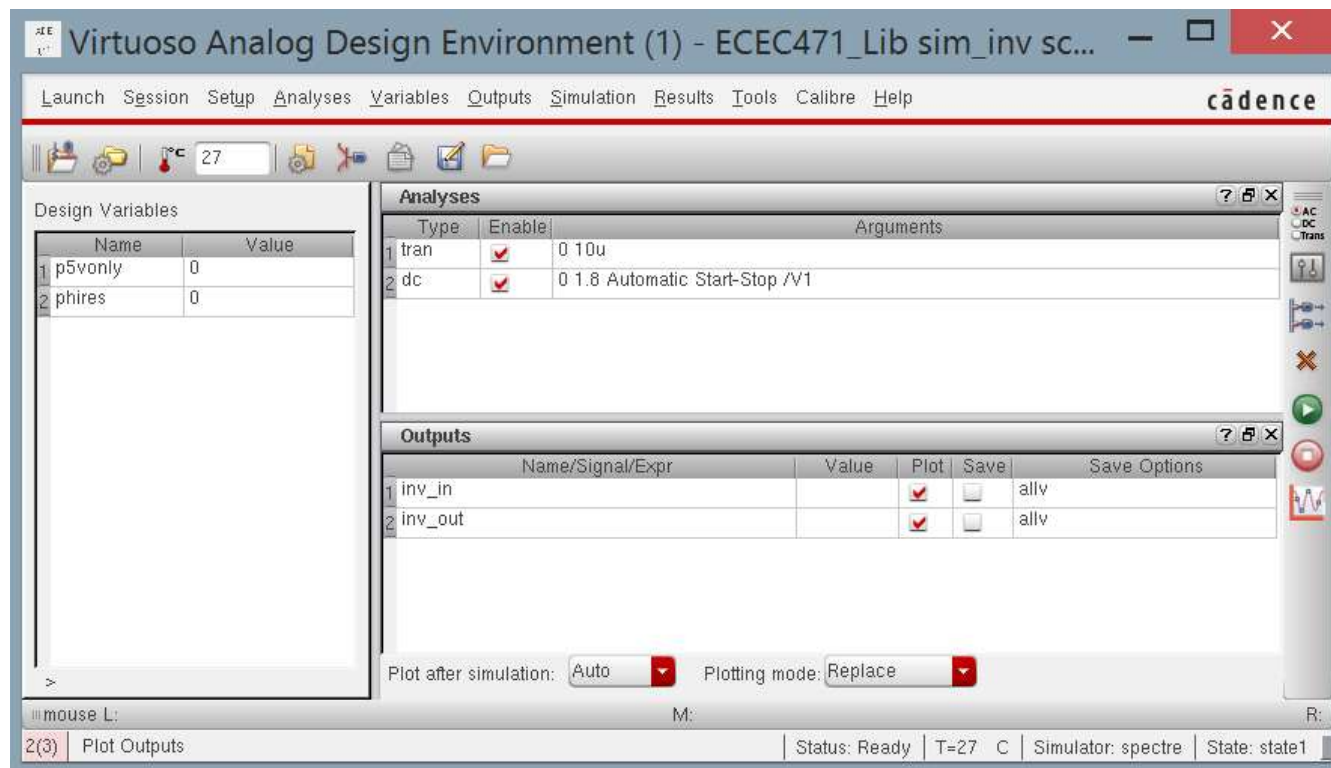 Virtuoso Analog Design Environment (1) - ECEC471_Lib sim_inv sc...
Launch Session Setup Analyses Variables Outputs Simulation Results Tools Calibre Help cādence
°C 27
Design Variables
Name Value
1 p5vonly 0
2 phires 0
>
Analyses ?
Type Enable Arguments
1 tran 0 10u
2 dc 0 1.8 Automatic Start-Stop /V1
AC
DC
Trans
Outputs ?
Name/Signal/Expr Value Plot Save Save Options
1 inv_in allv
2 inv_out allv
Plot after simulation: Auto Plotting mode: Replace
mouse L: M: R:
2(3) Plot Outputs Status: Ready T=27 C Simulator: spectre State: state1